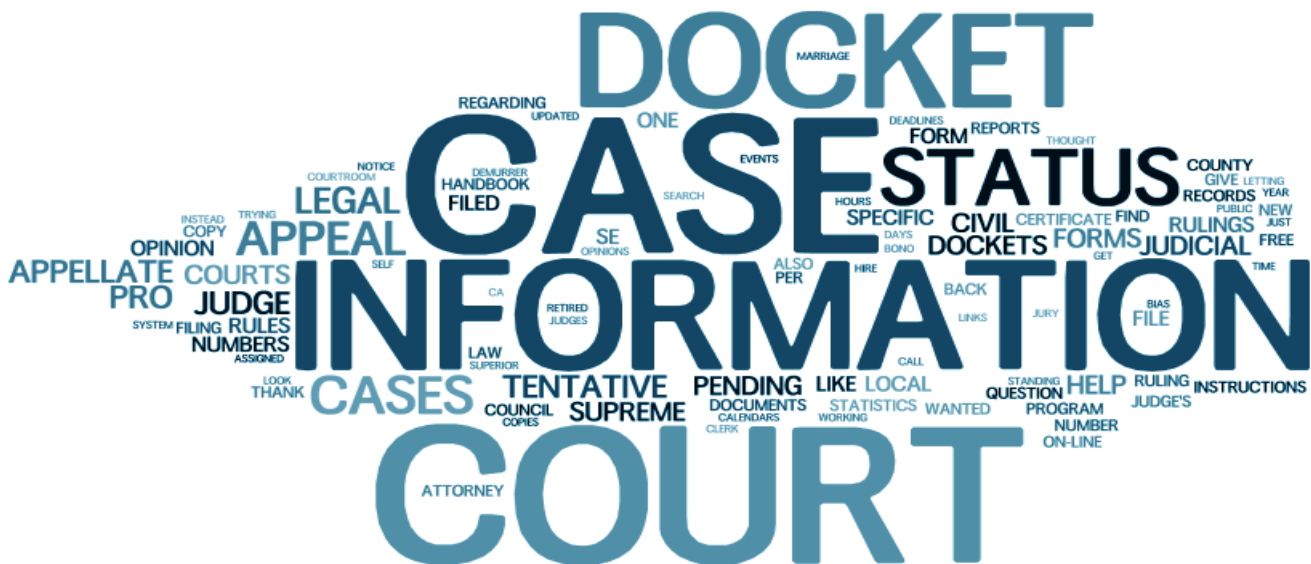 DOCKET
MARRIAGE
REGARDING
UPDATED
ONE
CASE
EVENTS
DEADLINES
FORM
REPORTS
THOUGHT
STATUS
COUNTY
GIVE
LETTING
RECORDS
YEAR
NOTICE
COURTROOM
DEMURRER
HANDBOOK
FILED
SEARCH
HOURS
LEGAL
SPECIFIC
CIVIL
CERTIFICATE
FIND
PUBLIC
NEW
RULINGS
JUST
INSTEAD
TRYING
COPY
APPEAL
SE
OPINIONS
DAYS
BONO
DOCKETS
FORMS
JUDICIAL
FREE
GET
OPINION
SELF
ALSO
PER
HIRE
TIME
APPELLATE
COURTS
INFORMATION
PRO
JUDGE
CA
RETIRED
JUDGES
BACK
LINKS
JURY
BIAS
FILE
SYSTEM
FILING
RULES
NUMBERS
ASSIGNED
LAW
SUPERIOR
CALL
LOOK
THANK
CASES
TENTATIVE
PENDING
LIKE
LOCAL
STANDING
QUESTION
HELP
RULING
INSTRUCTIONS
COUNCIL
COPIES
SUPREME
DOCUMENTS
CALENDARS
STATISTICS
WANTED
PROGRAM
JUDGE'S
CLERK
WORKING
NUMBER
ON-LINE
COURT
ATTORNEY